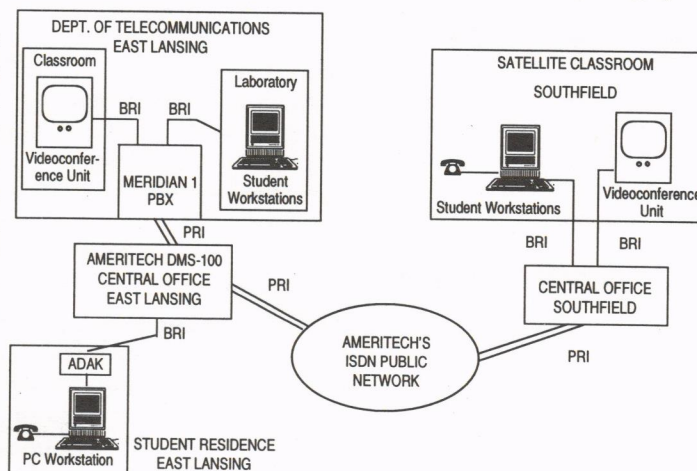 DEPT. OF TELECOMMUNICATIONS
EAST LANSING
Classroom
Laboratory
BRI
BRI
Videoconfer-
ence Unit
MERIDIAN 1
PBX
Student
Workstations
PRI
AMERITECH DMS-100
CENTRAL OFFICE
EAST LANSING
PRI
BRI
ADAK
PC Workstation
STUDENT RESIDENCE
EAST LANSING
AMERITECH'S
ISDN PUBLIC
NETWORK
SATELLITE CLASSROOM
SOUTHFIELD
Student Workstations
Videoconference
Unit
BRI
BRI
CENTRAL OFFICE
SOUTHFIELD
PRI